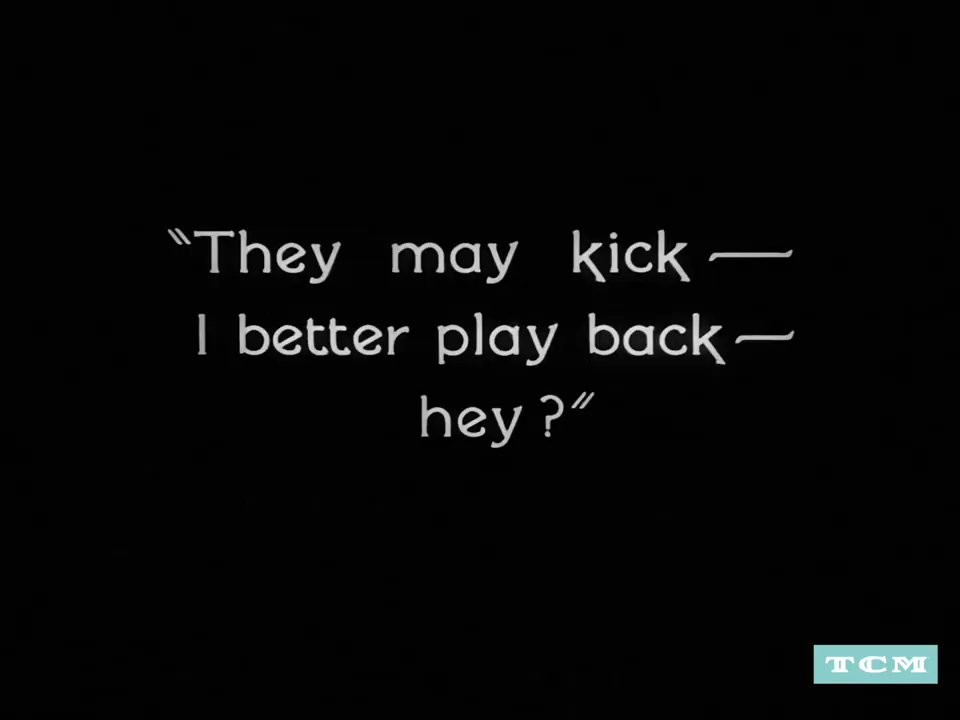 "They may kick —
I better play back —
hey?"
TCM